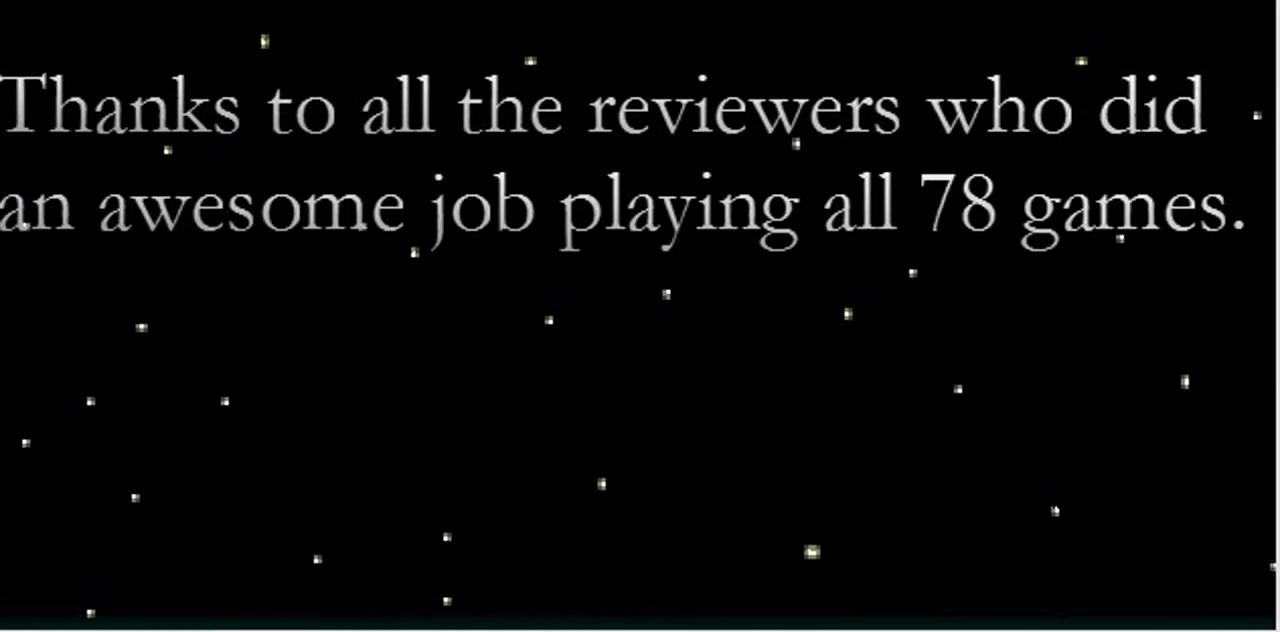 Thanks to all the reviewers who did
an awesome job playing all 78 games.